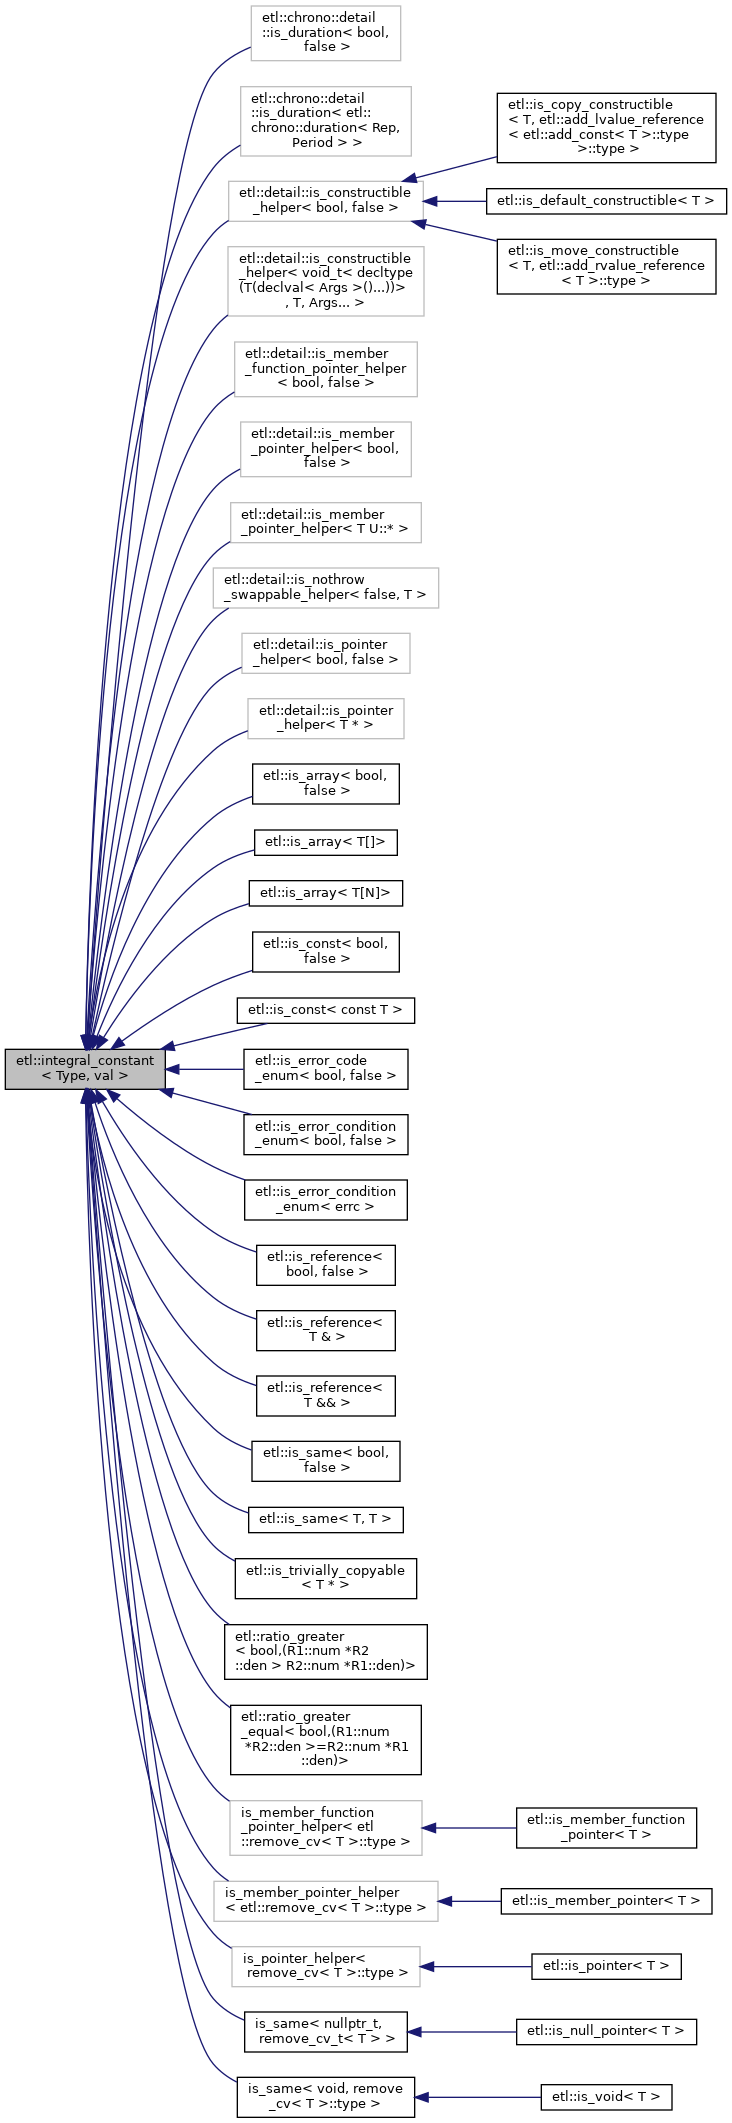 etl::chrono::detail
::is_duration< bool,
false >
etl::chrono::detail
::is_duration< etl::
chrono::duration< Rep,
Period > >
etl::is_copy_constructible
< T, etl::add_lvalue_reference
< etl::add_const< T >::type
>::type >
etl::detail::is_constructible
_helper< bool, false >
etl::is_default_constructible< T >
etl::is_move_constructible
< T, etl::add_rvalue_reference
< T >::type >
etl::detail::is_constructible
_helper< void_t< decltype
(T(declval< Args >()...))>
, T, Args... >
etl::detail::is_member
_function_pointer_helper
< bool, false >
etl::detail::is_member
_pointer_helper< bool,
false >
etl::detail::is_member
_pointer_helper< T U::* >
etl::detail::is_nothrow
_swappable_helper< false, T >
etl::detail::is_pointer
_helper< bool, false >
etl::detail::is_pointer
_helper< T * >
etl::is_array< bool,
false >
etl::is_array< T[]>
etl::is_array< T[N]>
etl::is_const< bool,
false >
etl::is_const< const T >
etl::integral_constant
< Type, val >
etl::is_error_code
_enum< bool, false >
etl::is_error_condition
_enum< bool, false >
etl::is_error_condition
_enum< errc >
etl::is_reference<
bool, false >
etl::is_reference<
T & >
etl::is_reference<
T && >
etl::is_same< bool,
false >
etl::is_same< T, T >
etl::is_trivially_copyable
< T * >
etl::ratio_greater
< bool,(R1::num *R2
::den > R2::num *R1::den)>
etl::ratio_greater
_equal< bool,(R1::num
*R2::den >=R2::num *R1
::den)>
is_member_function
_pointer_helper< etl
::remove_cv< T >::type >
etl::is_member_function
_pointer< T >
is_member_pointer_helper
< etl::remove_cv< T >::type >
etl::is_member_pointer< T >
is_pointer_helper<
remove_cv< T >::type >
etl::is_pointer< T >
is_same< nullptr_t,
remove_cv_t< T > >
etl::is_null_pointer< T >
is_same< void, remove
_cv< T >::type >
etl::is_void< T >